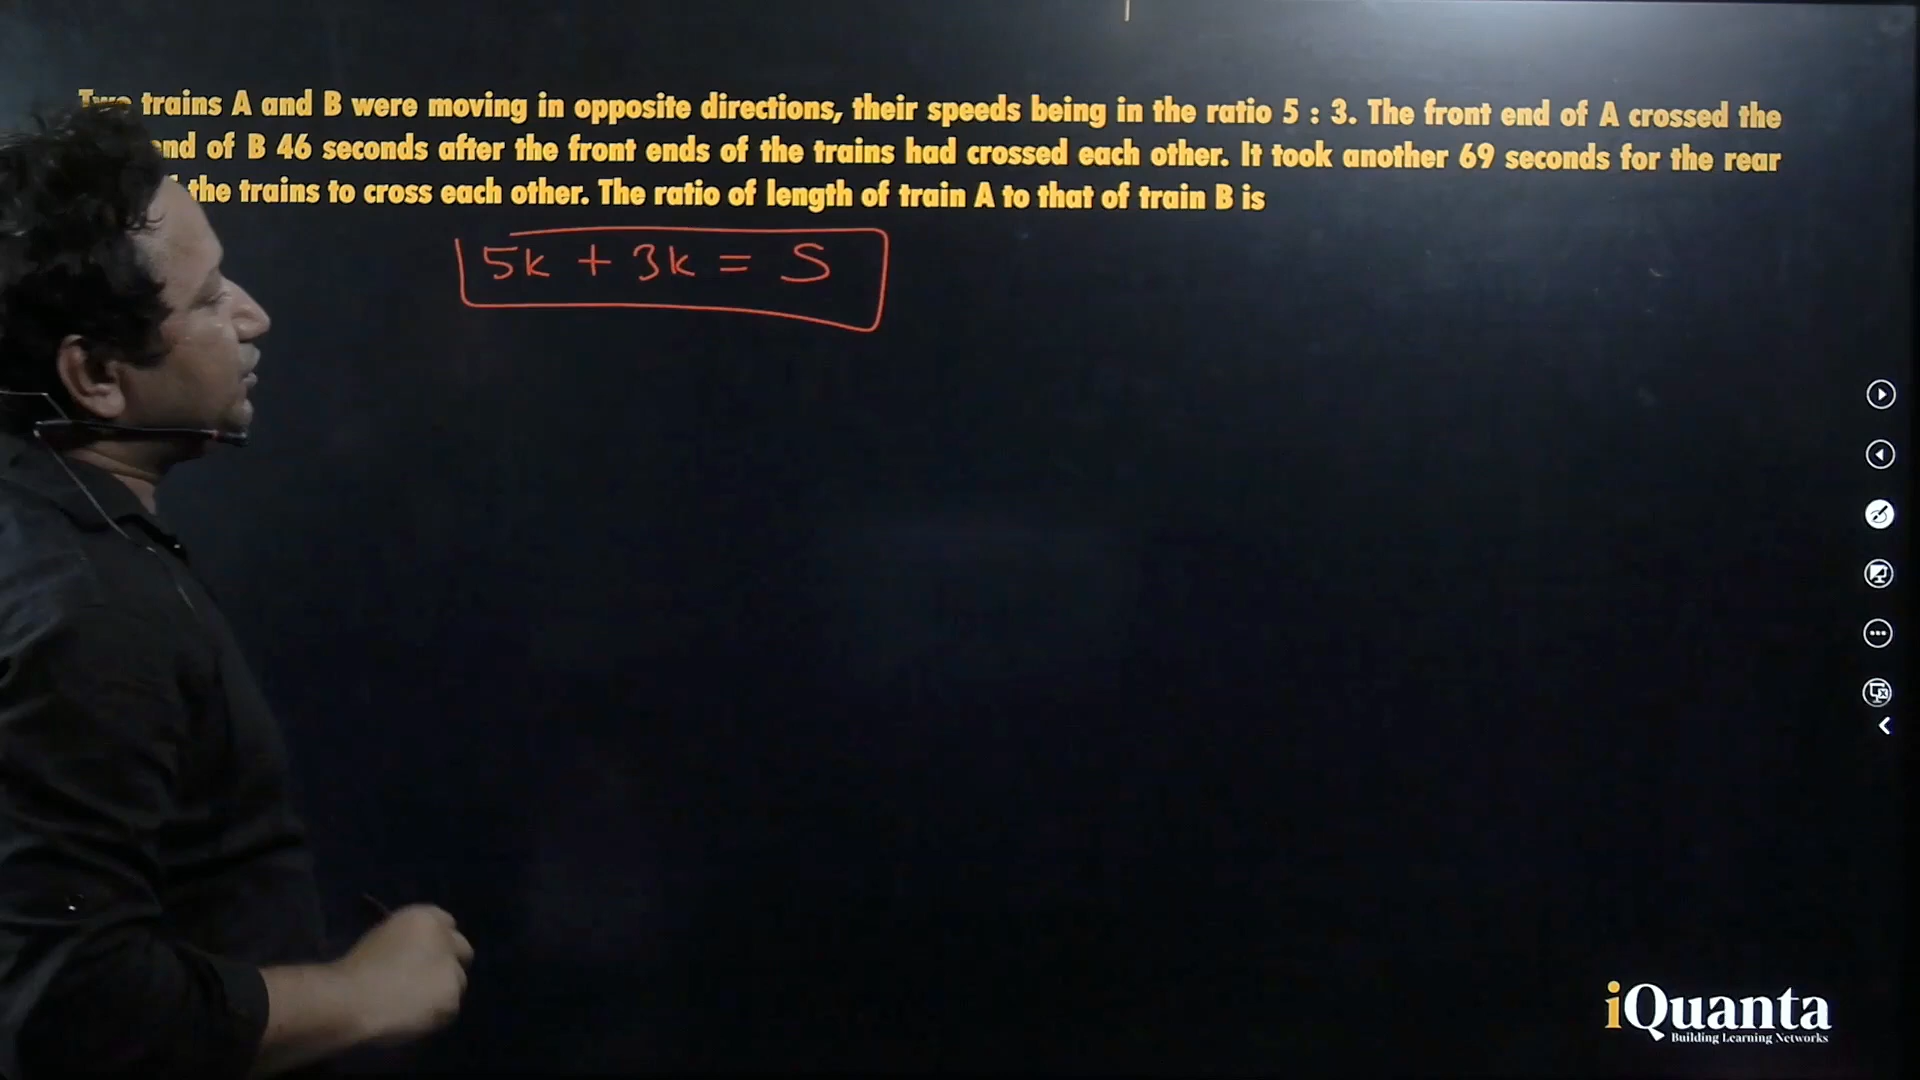 trains A and B were moving in opposite directions, their speeds being in the ratio 5 : 3. The front end of A crossed the
end of B 46 seconds after the front ends of the trains had crossed each other. It took another 69 seconds for the rear
the trains to cross each other. The ratio of length of train A to that of train B is
5k + 3k = S
iQuanta
Building Learning Networks